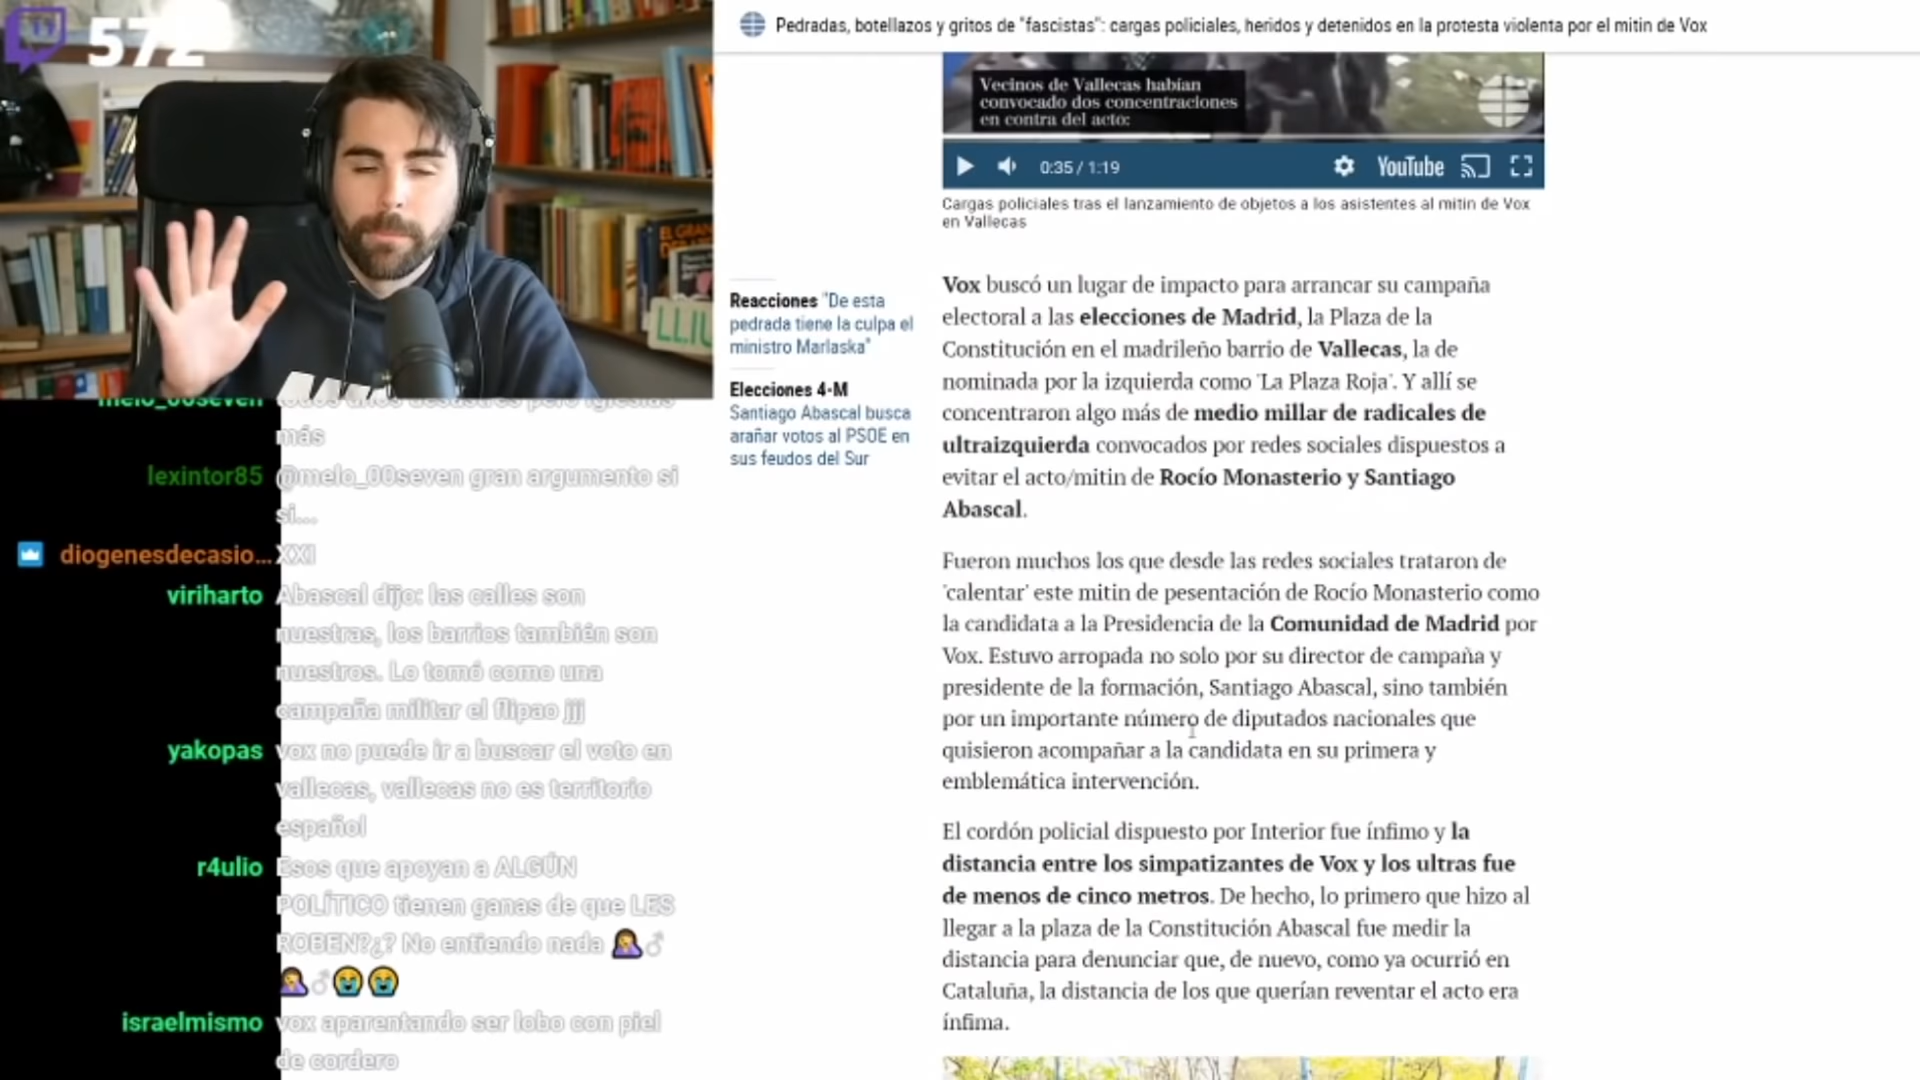 572
Pedradas, botellazos y gritos de "fascistas": cargas policiales, heridos y detenidos en la protesta violenta por el mitin de Vox
Vecinos de Vallecas habían
convocado dos concentraciones
en contra del acto:
0:35 / 1:19
YouTube
Cargas policiales tras el lanzamiento de objetos a los asistentes al mitin de Vox
en Vallecas
Reacciones "De esta
pedrada tiene la culpa el
ministro Marlaska"
Elecciones 4-M
Santiago Abascal busca
arañar votos al PSOE en
sus feudos del Sur
Vox buscó un lugar de impacto para arrancar su campaña
electoral a las elecciones de Madrid, la Plaza de la
Constitución en el madrileño barrio de Vallecas, la de
nominada por la izquierda como 'La Plaza Roja'. Y allí se
concentraron algo más de medio millar de radicales de
ultraizquierda convocados por redes sociales dispuestos a
evitar el acto/mitin de Rocío Monasterio y Santiago
Abascal.
Fueron muchos los que desde las redes sociales trataron de
'calentar' este mitin de pesentación de Rocío Monasterio como
la candidata a la Presidencia de la Comunidad de Madrid por
Vox. Estuvo arropada no solo por su director de campaña y
presidente de la formación, Santiago Abascal, sino también
por un importante número de diputados nacionales que
quisieron acompañar a la candidata en su primera y
emblemática intervención.
El cordón policial dispuesto por Interior fue ínfimo y la
distancia entre los simpatizantes de Vox y los ultras fue
de menos de cinco metros. De hecho, lo primero que hizo al
llegar a la plaza de la Constitución Abascal fue medir la
distancia para denunciar que, de nuevo, como ya ocurrió en
Cataluña, la distancia de los que querían reventar el acto era
ínfima.
EL GRAN
LLIU
melo_00seven todos unos desastres pero iglesias
más
lexintor85 @melo_00seven gran argumento si
si...
diogenesdecasio... XXI
viriharto Abascal dijo: las calles son
nuestras, los barrios también son
nuestros. Lo tomó como una
campaña militar el flipao jjj
yakopas vox no puede ir a buscar el voto en
vallecas, vallecas no es territorio
español
r4ulio Esos que apoyan a ALGÚN
POLÍTICO tienen ganas de que LES
ROBEN?¿? No entiendo nada 🤦‍♂
🤦‍♂😭😭
israelmismo vox aparentando ser lobo con piel
de cordero